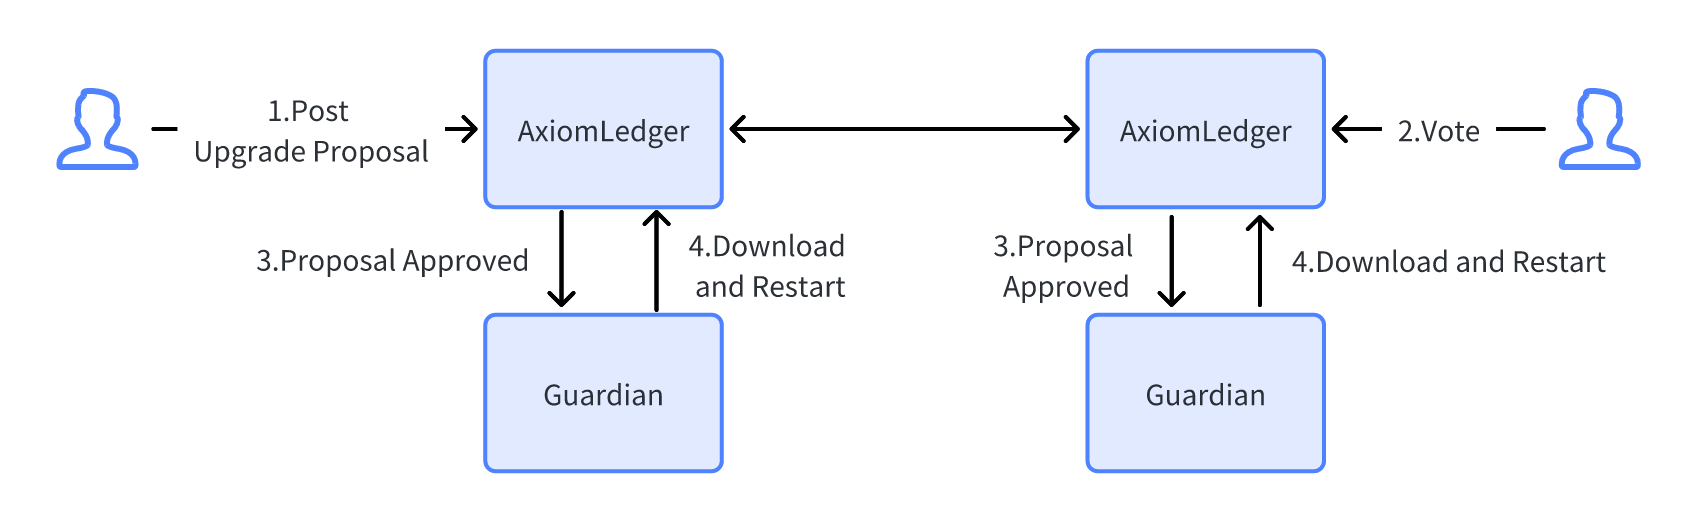 1.Post
Upgrade Proposal
AxiomLedger
AxiomLedger
2.Vote
3.Proposal Approved
4.Download
and Restart
3.Proposal
Approved
4.Download and Restart
Guardian
Guardian